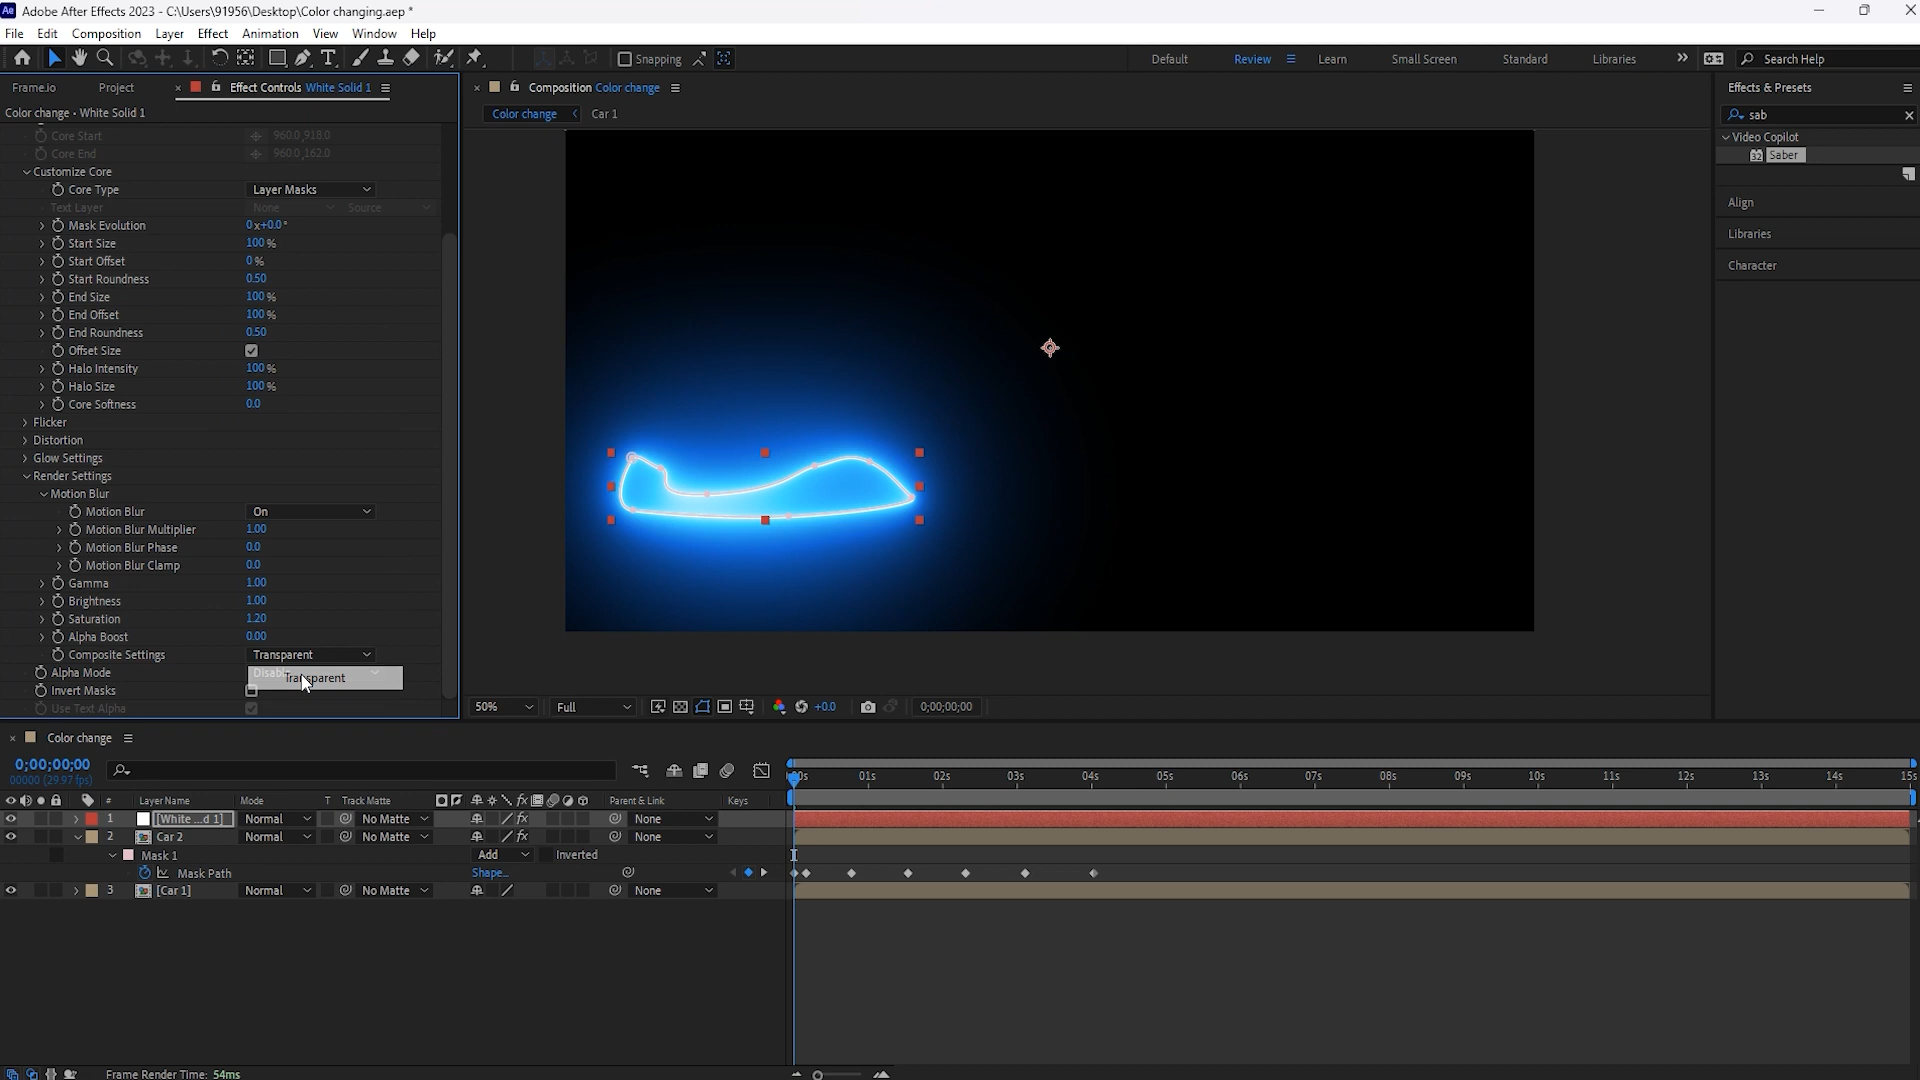 Ae Adobe After Effects 2023 - C:\Users\91956\Desktop\Color changing.aep *
File Edit Composition Layer Effect Animation View Window Help
Snapping Default Review Learn Small Screen Standard Libraries Search Help
Frame.io Project Effect Controls White Solid 1
Color change • White Solid 1
Core Start 960.0,918.0
Core End 960.0,162.0
Customize Core
Core Type Layer Masks
Text Layer None Source
Mask Evolution 0x+0.0°
Start Size 100 %
Start Offset 0 %
Start Roundness 0.50
End Size 100 %
End Offset 100 %
End Roundness 0.50
Offset Size
Halo Intensity 100 %
Halo Size 100 %
Core Softness 0.0
Flicker
Distortion
Glow Settings
Render Settings
Motion Blur
Motion Blur On
Motion Blur Multiplier 1.00
Motion Blur Phase 0.0
Motion Blur Clamp 0.0
Gamma 1.00
Brightness 1.00
Saturation 1.20
Alpha Boost 0.00
Composite Settings Transparent
Alpha Mode
Transparent
Invert Masks
Use Text Alpha
Composition Color change
Color change Car 1
50% Full +0.0 0;00;00;00
Effects & Presets
sab
Video Copilot
32 Saber
Align
Libraries
Character
Color change
0;00;00;00
00000 (29.97 fps)
01s 02s 03s 04s 05s 06s 07s 08s 09s 10s 11s 12s 13s 14s 15s
# Layer Name Mode T Track Matte fx Parent & Link Keys
1 [White ...d 1] Normal No Matte fx None
2 Car 2 Normal No Matte fx None
Mask 1 Add Inverted
Mask Path Shape...
3 [Car 1] Normal No Matte None
Frame Render Time: 54ms